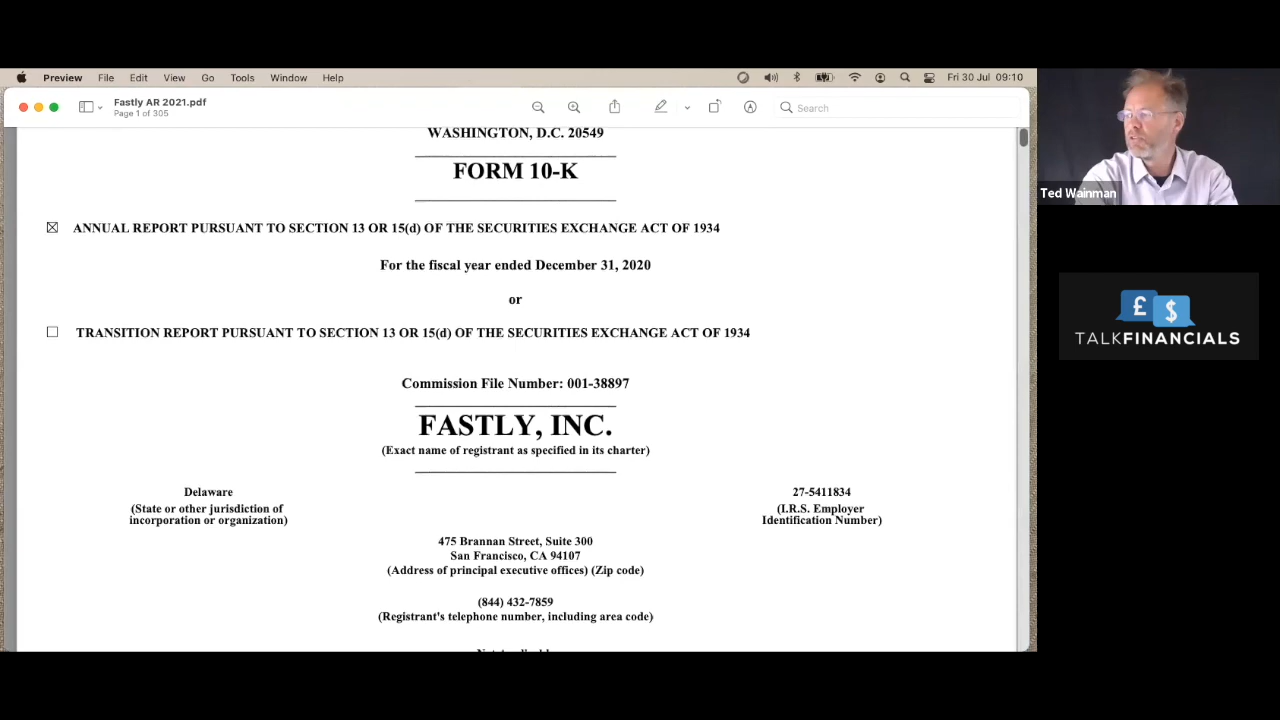 Preview File Edit View Go Tools Window Help Fri 30 Jul 09:10
Fastly AR 2021.pdf
Page 1 of 305
Search
WASHINGTON, D.C. 20549
FORM 10-K
☒ ANNUAL REPORT PURSUANT TO SECTION 13 OR 15(d) OF THE SECURITIES EXCHANGE ACT OF 1934
For the fiscal year ended December 31, 2020
or
☐ TRANSITION REPORT PURSUANT TO SECTION 13 OR 15(d) OF THE SECURITIES EXCHANGE ACT OF 1934
Commission File Number: 001-38897
FASTLY, INC.
(Exact name of registrant as specified in its charter)
Delaware
(State or other jurisdiction of
incorporation or organization)
27-5411834
(I.R.S. Employer
Identification Number)
475 Brannan Street, Suite 300
San Francisco, CA 94107
(Address of principal executive offices) (Zip code)
(844) 432-7859
(Registrant's telephone number, including area code)
Ted Wainman
£ $
TALKFINANCIALS